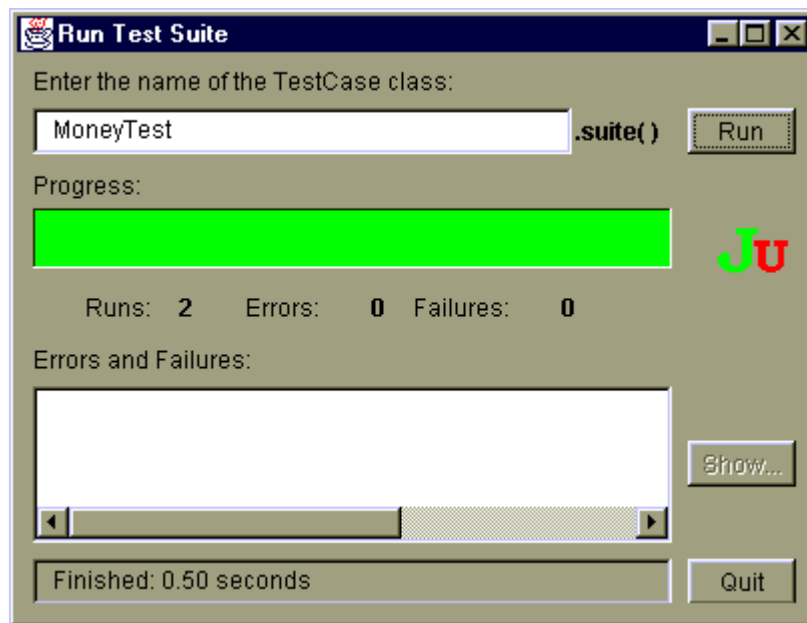 Run Test Suite
Enter the name of the TestCase class:
MoneyTest .suite( ) Run
Progress:
JU
Runs: 2 Errors: 0 Failures: 0
Errors and Failures:
Show...
Finished: 0.50 seconds Quit